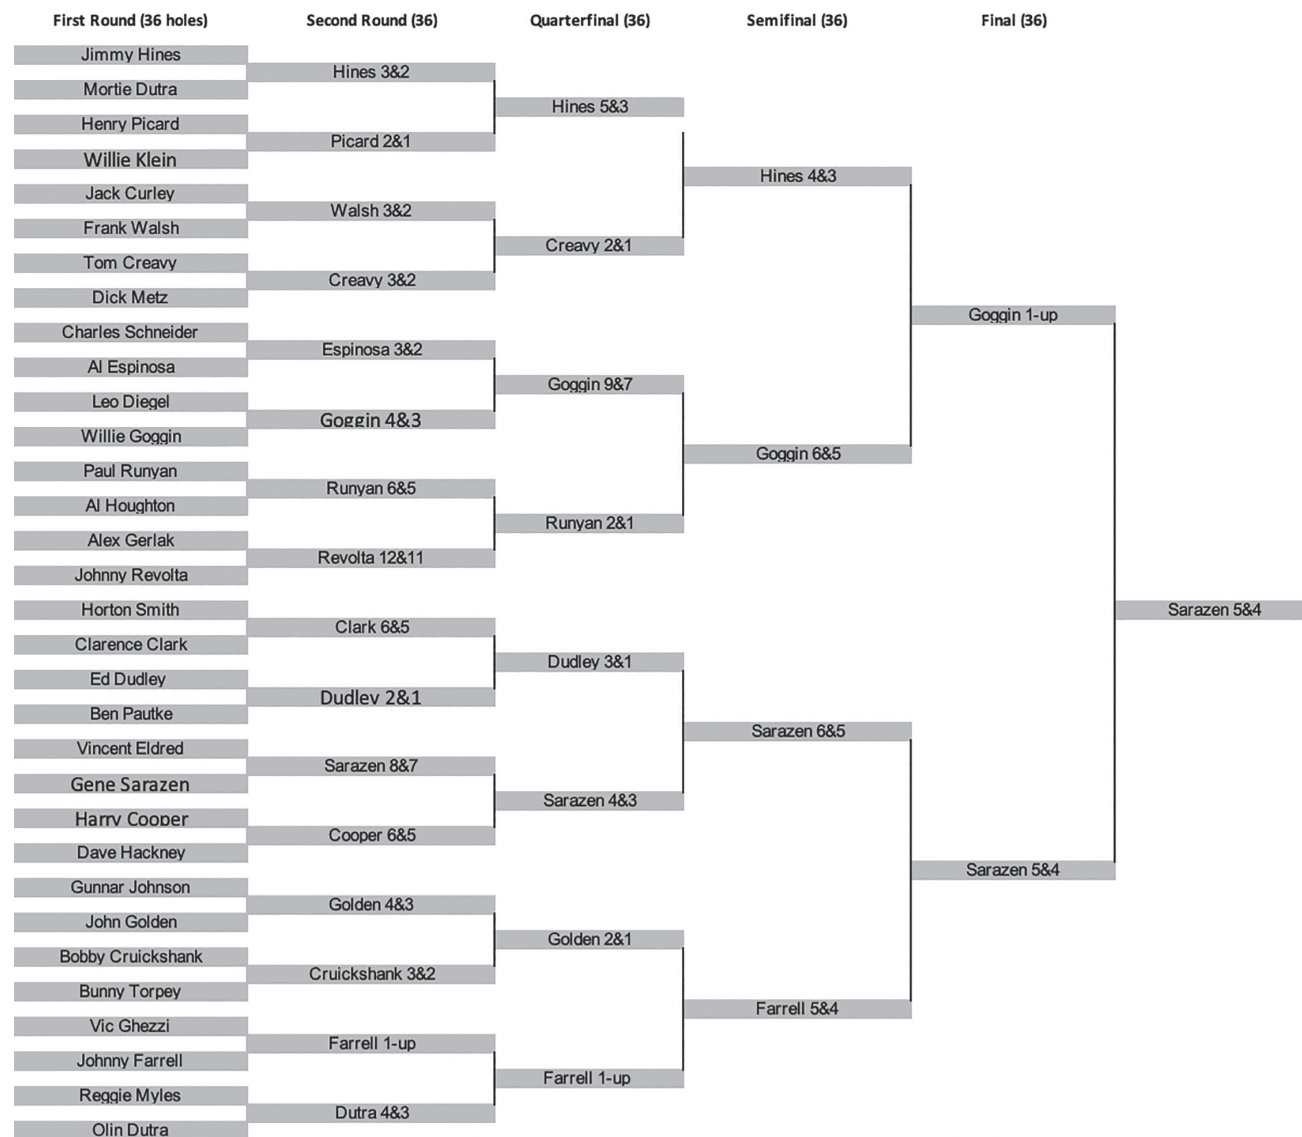 First Round (36 holes) Second Round (36) Quarterfinal (36) Semifinal (36) Final (36)
Jimmy Hines
Hines 3&2
Mortie Dutra
Hines 5&3
Henry Picard
Picard 2&1
Willie Klein
Hines 4&3
Jack Curley
Walsh 3&2
Frank Walsh
Creavy 2&1
Tom Creavy
Creavy 3&2
Dick Metz
Goggin 1-up
Charles Schneider
Espinosa 3&2
Al Espinosa
Goggin 9&7
Leo Diegel
Goggin 4&3
Willie Goggin
Goggin 6&5
Paul Runyan
Runyan 6&5
Al Houghton
Runyan 2&1
Alex Gerlak
Revolta 12&11
Johnny Revolta
Horton Smith
Sarazen 5&4
Clark 6&5
Clarence Clark
Dudley 3&1
Ed Dudley
Dudley 2&1
Ben Pautke
Sarazen 6&5
Vincent Eldred
Sarazen 8&7
Gene Sarazen
Sarazen 4&3
Harry Cooper
Cooper 6&5
Dave Hackney
Sarazen 5&4
Gunnar Johnson
Golden 4&3
John Golden
Golden 2&1
Bobby Cruickshank
Cruickshank 3&2
Bunny Torpey
Farrell 5&4
Vic Ghezzi
Farrell 1-up
Johnny Farrell
Farrell 1-up
Reggie Myles
Dutra 4&3
Olin Dutra